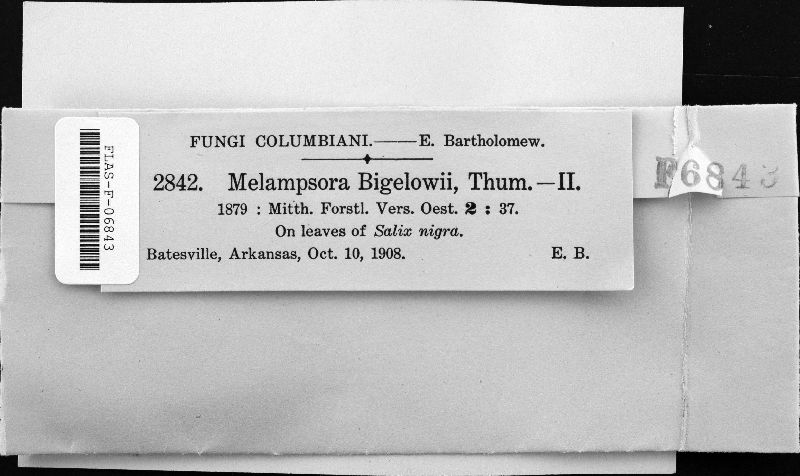 FUNGI COLUMBIANI.——E. Bartholomew.
2842. Melampsora Bigelowii, Thum.—II.
1879 : Mitth. Forstl. Vers. Oest. 2 : 37.
On leaves of Salix nigra.
Batesville, Arkansas, Oct. 10, 1908. E. B.
FLAS-F-06843
F6843